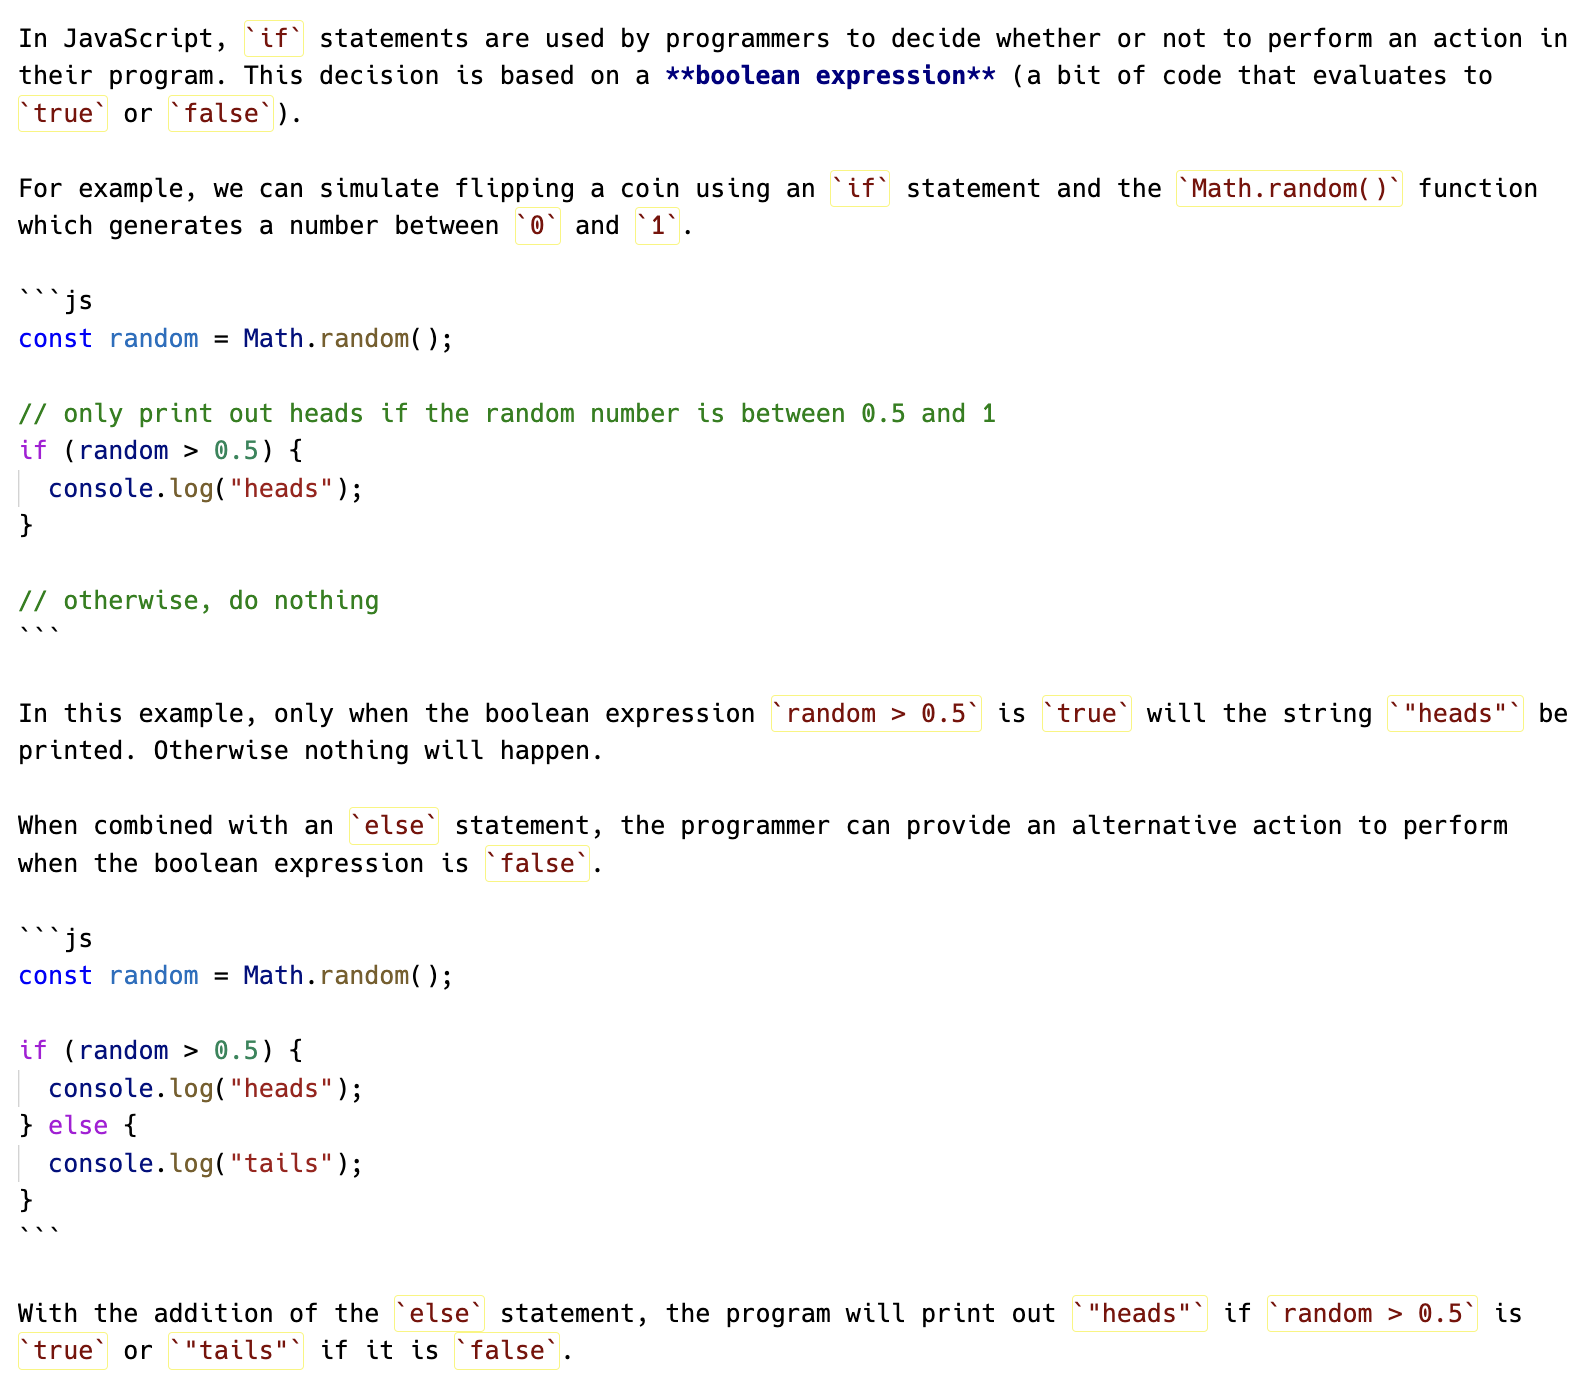 In JavaScript, `if` statements are used by programmers to decide whether or not to perform an action in
their program. This decision is based on a **boolean expression** (a bit of code that evaluates to
`true` or `false`).

For example, we can simulate flipping a coin using an `if` statement and the `Math.random()` function
which generates a number between `0` and `1`.

```js
const random = Math.random();

// only print out heads if the random number is between 0.5 and 1
if (random > 0.5) {
  console.log("heads");
}

// otherwise, do nothing
```

In this example, only when the boolean expression `random > 0.5` is `true` will the string `"heads"` be
printed. Otherwise nothing will happen.

When combined with an `else` statement, the programmer can provide an alternative action to perform
when the boolean expression is `false`.

```js
const random = Math.random();

if (random > 0.5) {
  console.log("heads");
} else {
  console.log("tails");
}
```

With the addition of the `else` statement, the program will print out `"heads"` if `random > 0.5` is
`true` or `"tails"` if it is `false`.